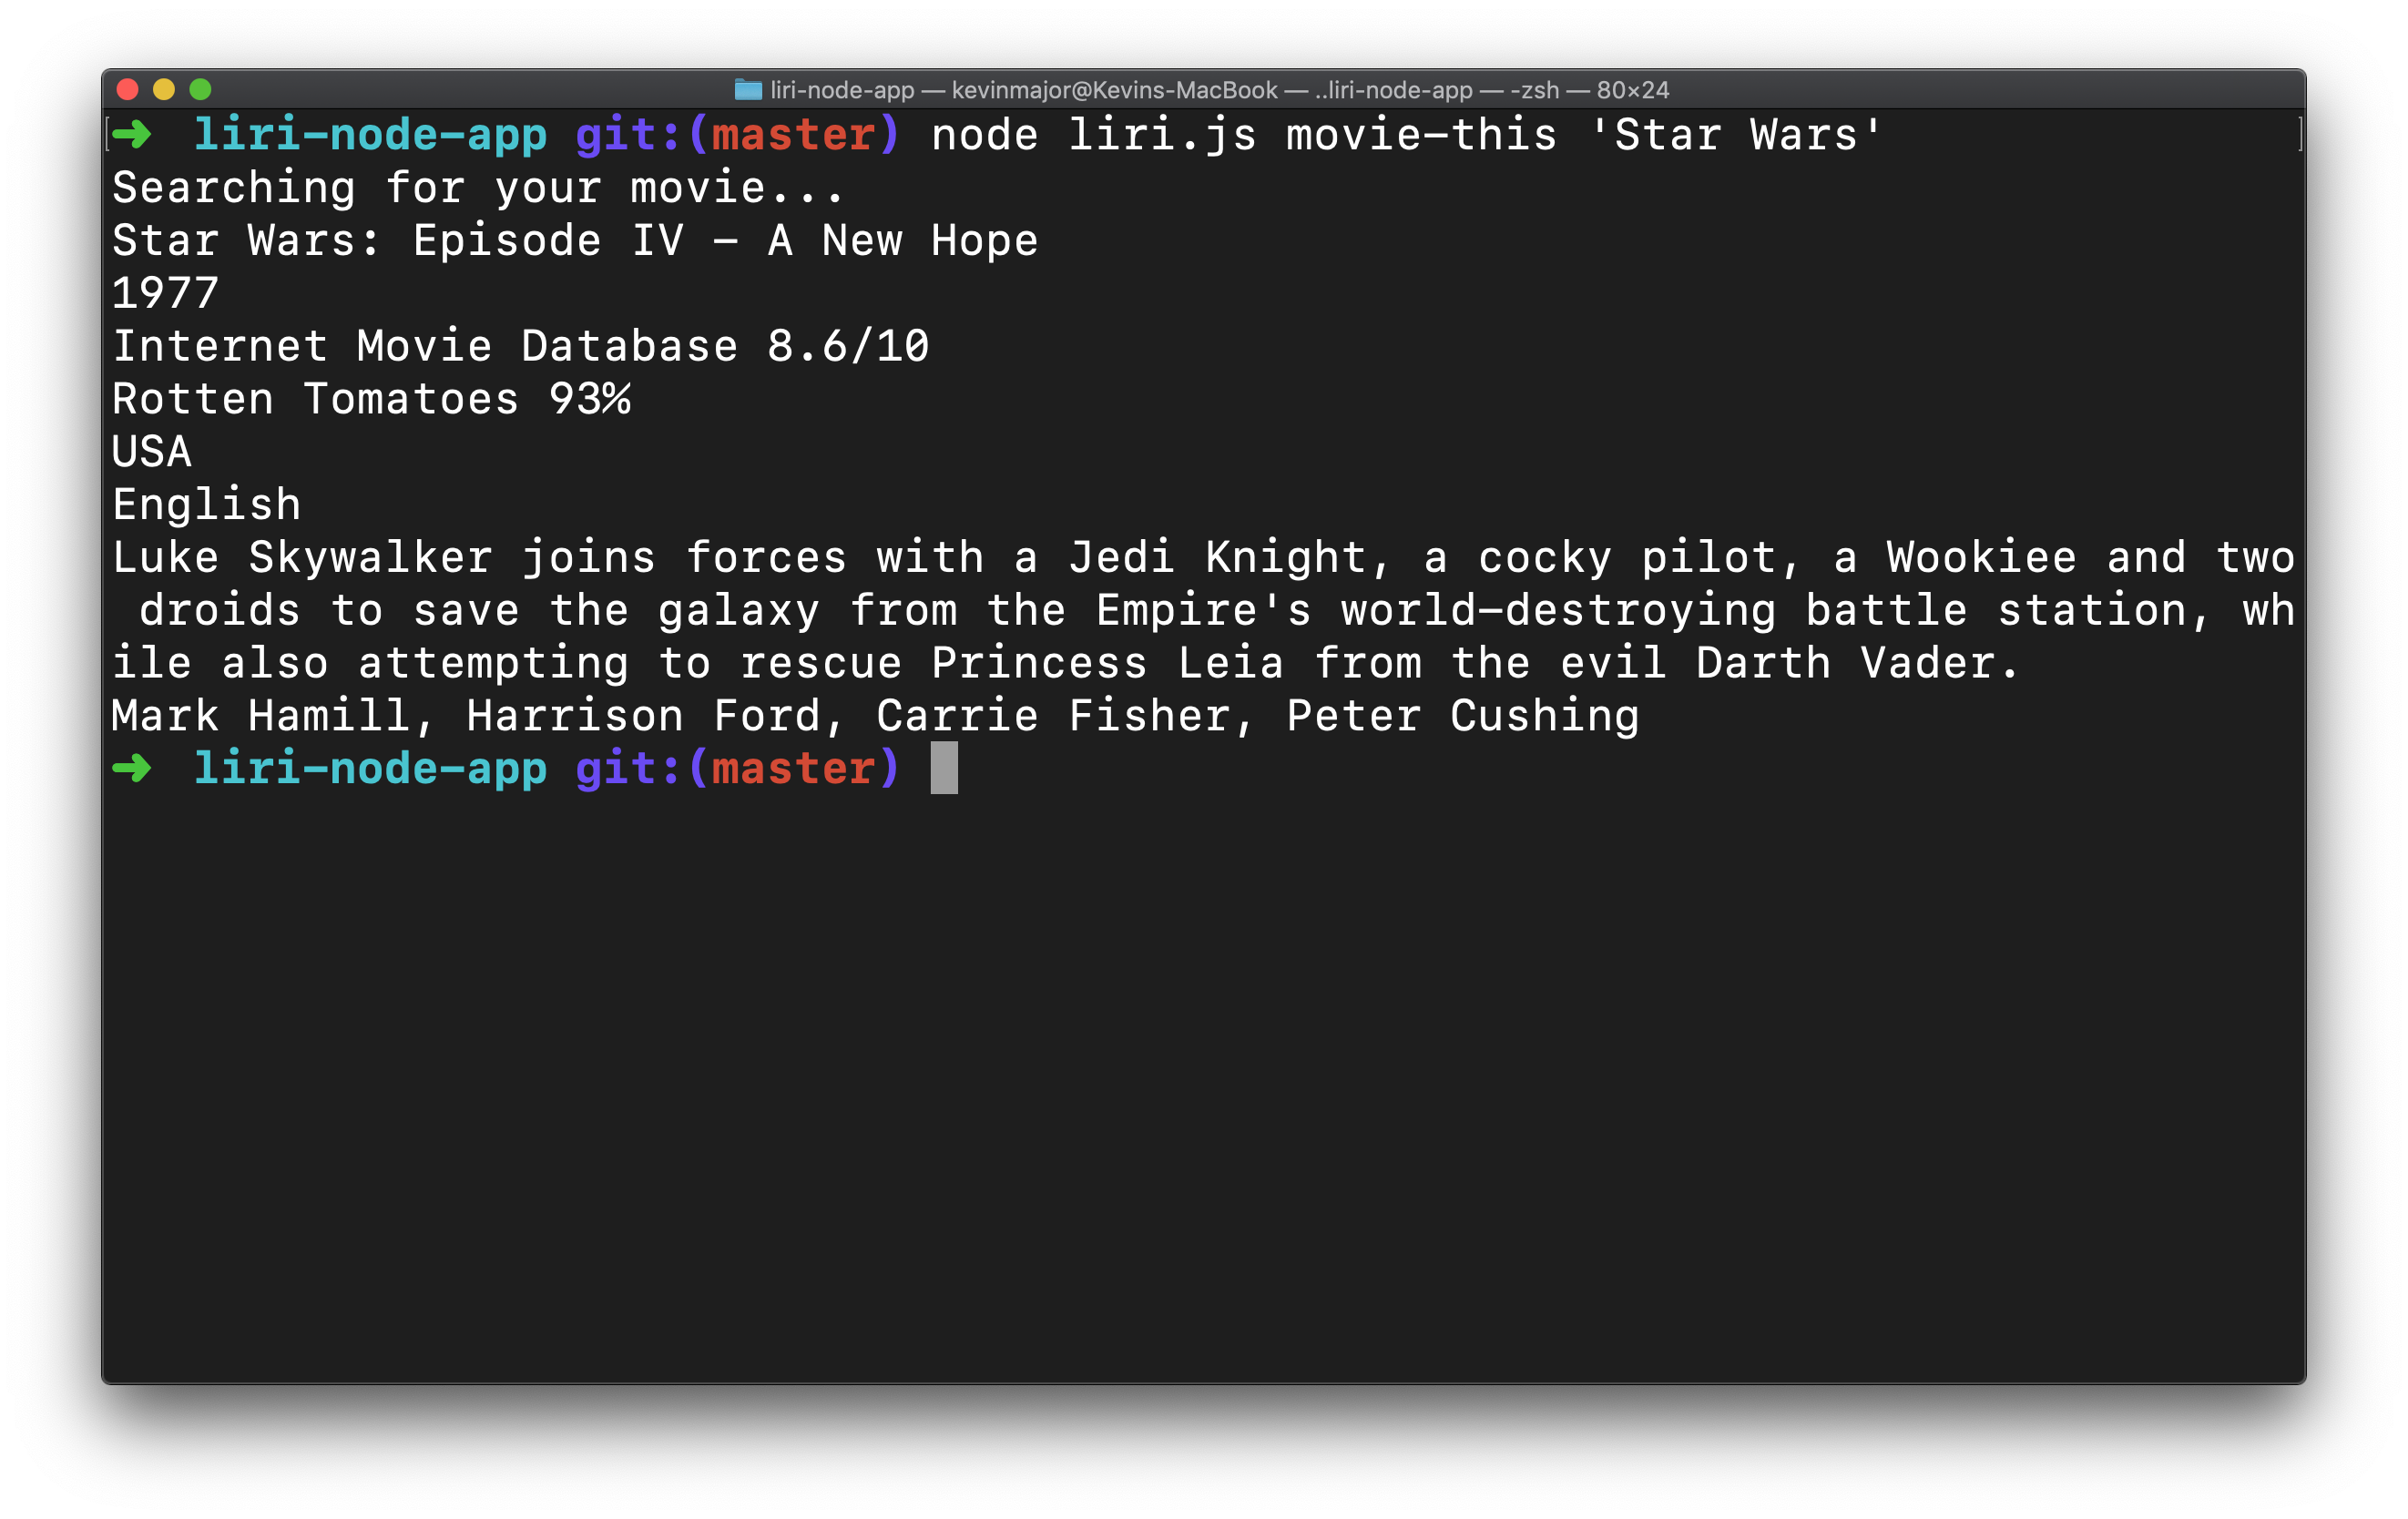 liri-node-app — kevinmajor@Kevins-MacBook — ..liri-node-app — -zsh — 80×24
[➜  liri-node-app git:(master) node liri.js movie-this 'Star Wars' ]
Searching for your movie...
Star Wars: Episode IV - A New Hope
1977
Internet Movie Database 8.6/10
Rotten Tomatoes 93%
USA
English
Luke Skywalker joins forces with a Jedi Knight, a cocky pilot, a Wookiee and two
 droids to save the galaxy from the Empire's world-destroying battle station, wh
ile also attempting to rescue Princess Leia from the evil Darth Vader.
Mark Hamill, Harrison Ford, Carrie Fisher, Peter Cushing
➜  liri-node-app git:(master)